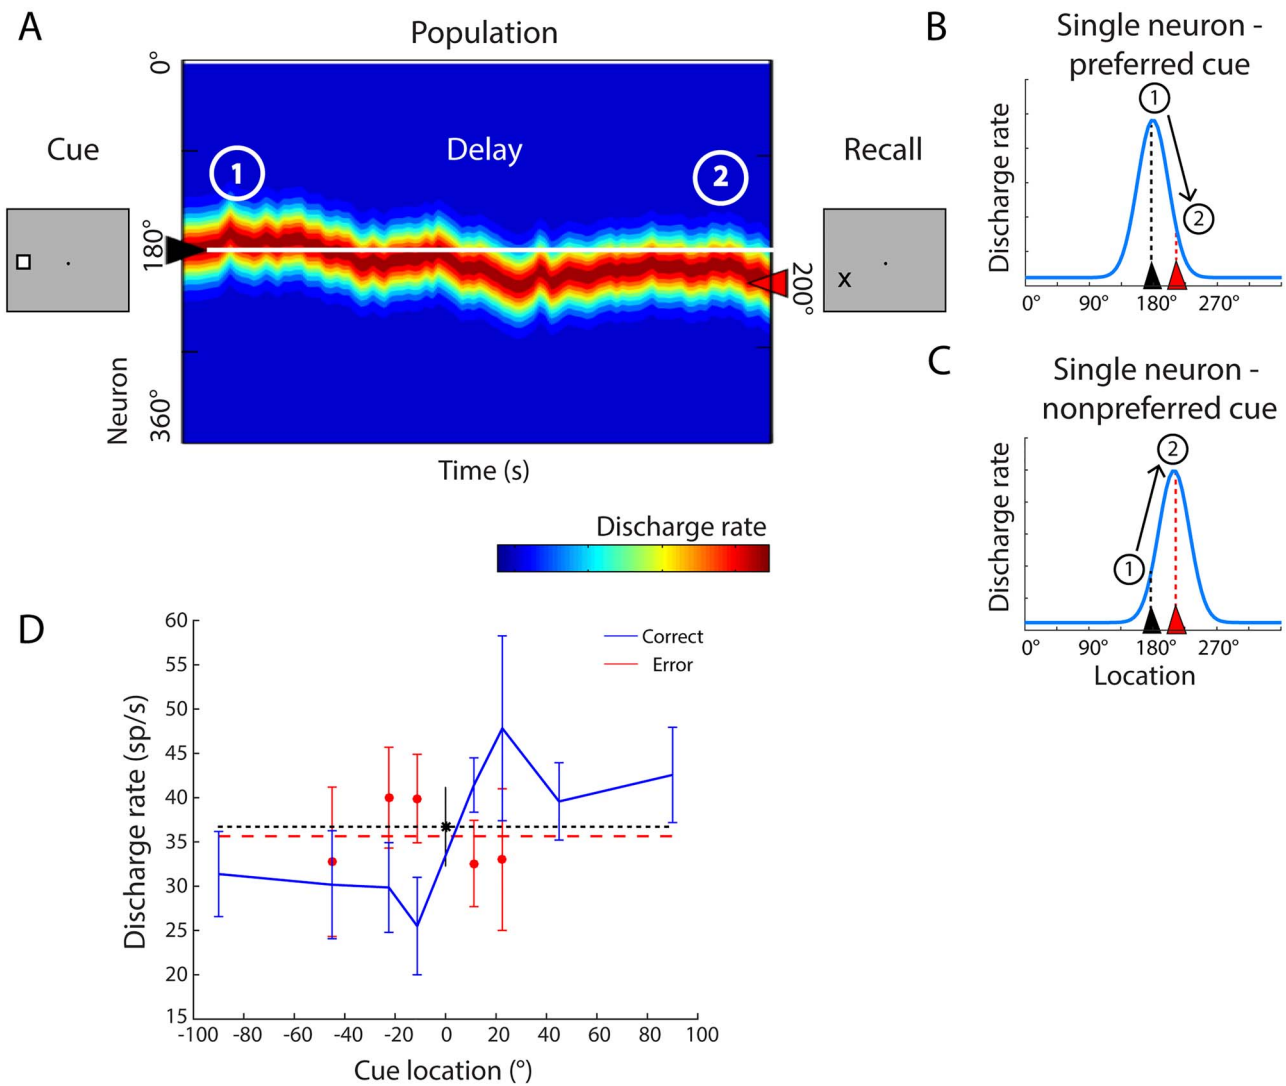 A
Population
0°
Cue
1
Delay
2
Recall
180°
200°
x
Neuron
360°
Time (s)
Discharge rate
B
Single neuron -
preferred cue
1
2
Discharge rate
0° 90° 180° 270°
C
Single neuron -
nonpreferred cue
2
1
Discharge rate
0° 90° 180° 270°
Location
D
60
55
50
45
40
35
30
25
20
15
Discharge rate (sp/s)
Correct
Error
-100 -80 -60 -40 -20 0 20 40 60 80 100
Cue location (°)